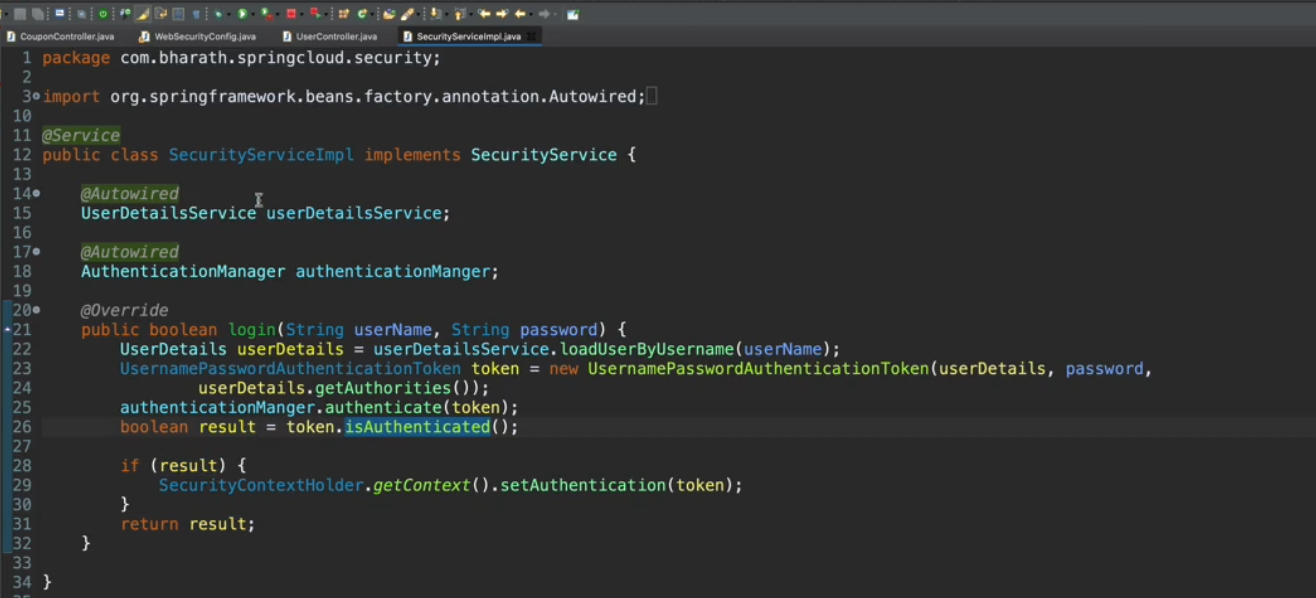 CouponController.java WebSecurityConfig.java UserController.java SecurityServiceImpl.java
1 package com.bharath.springcloud.security;
2
3 import org.springframework.beans.factory.annotation.Autowired;
10
11 @Service
12 public class SecurityServiceImpl implements SecurityService {
13
14 @Autowired
15 UserDetailsService userDetailsService;
16
17 @Autowired
18 AuthenticationManager authenticationManger;
19
20 @Override
21 public boolean login(String userName, String password) {
22 UserDetails userDetails = userDetailsService.loadUserByUsername(userName);
23 UsernamePasswordAuthenticationToken token = new UsernamePasswordAuthenticationToken(userDetails, password,
24 userDetails.getAuthorities());
25 authenticationManger.authenticate(token);
26 boolean result = token.isAuthenticated();
27
28 if (result) {
29 SecurityContextHolder.getContext().setAuthentication(token);
30 }
31 return result;
32 }
33
34 }